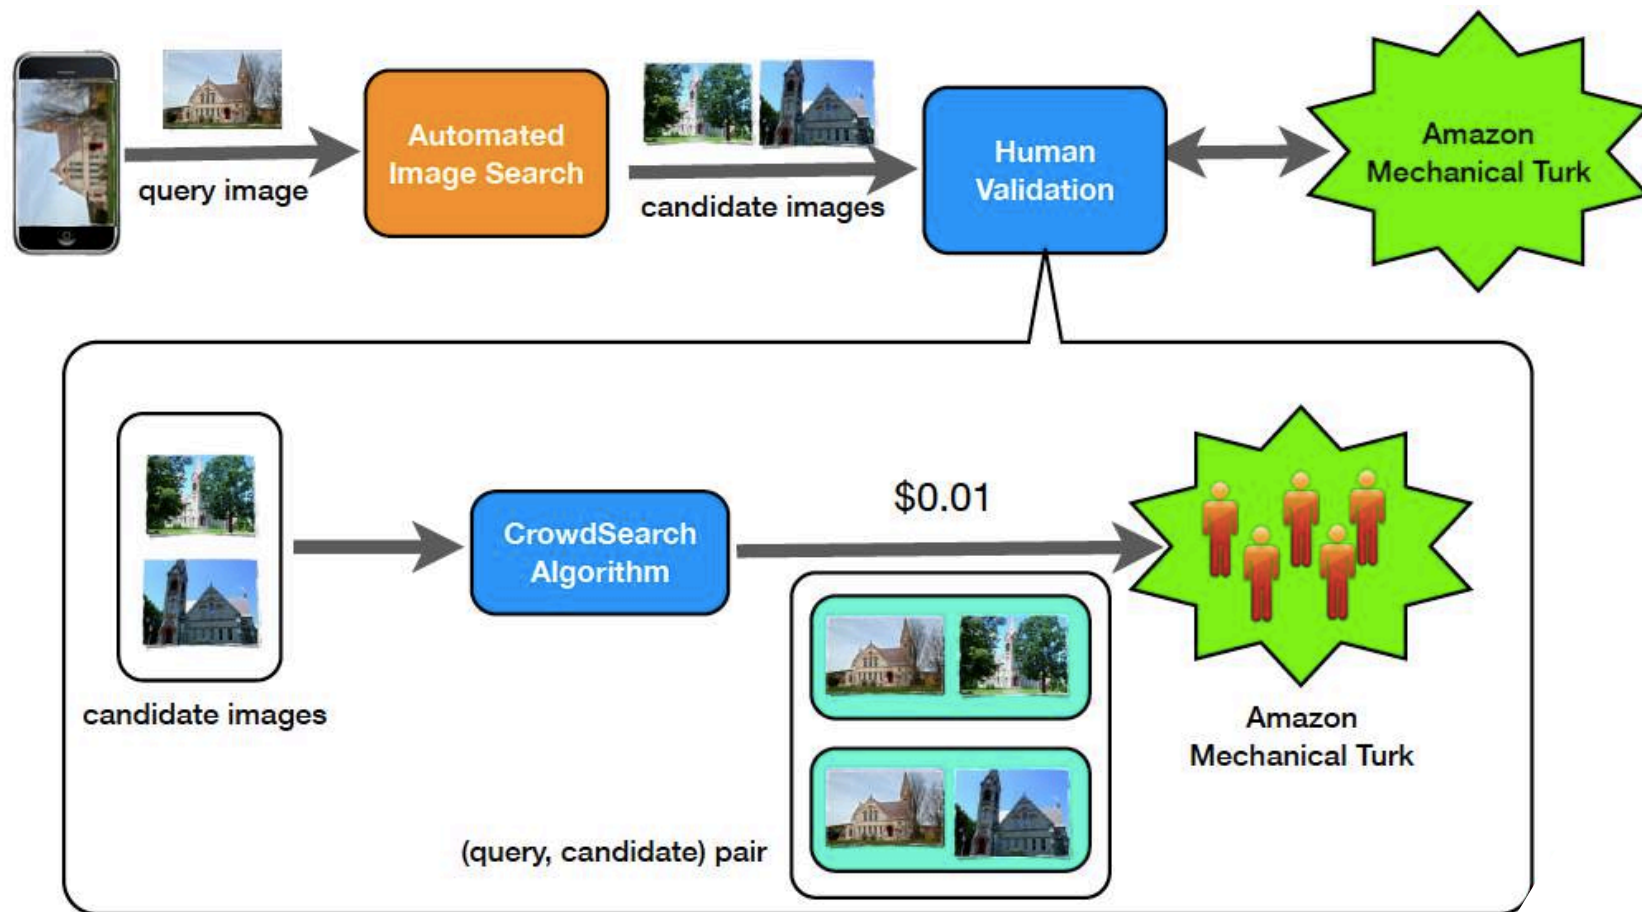 query image
Automated
Image Search
candidate images
Human
Validation
Amazon
Mechanical Turk
candidate images
CrowdSearch
Algorithm
$0.01
(query, candidate) pair
Amazon
Mechanical Turk